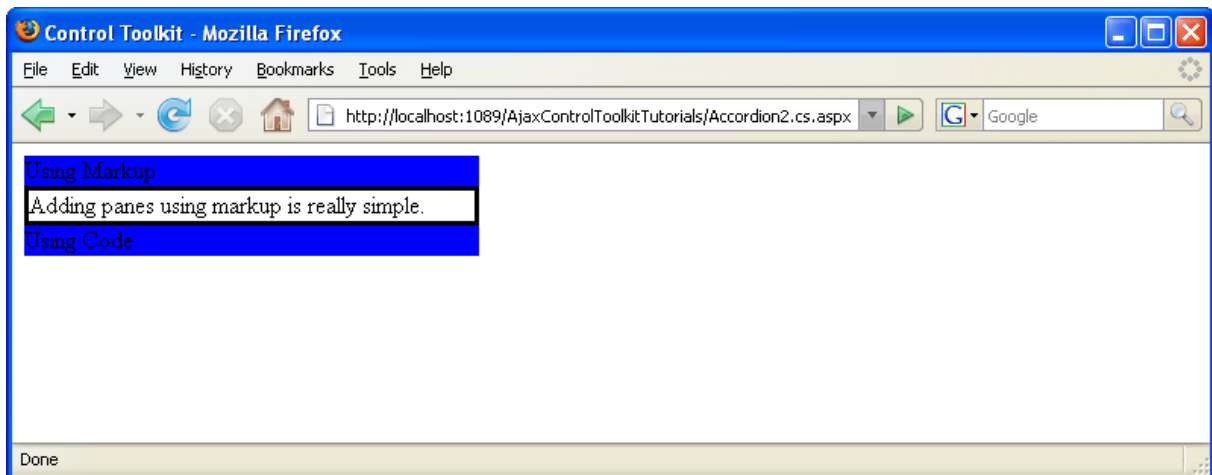 Control Toolkit - Mozilla Firefox
File Edit View History Bookmarks Tools Help
http://localhost:1089/AjaxControlToolkitTutorials/Accordion2.cs.aspx G Google
Using Markup
Adding panes using markup is really simple.
Using Code
Done